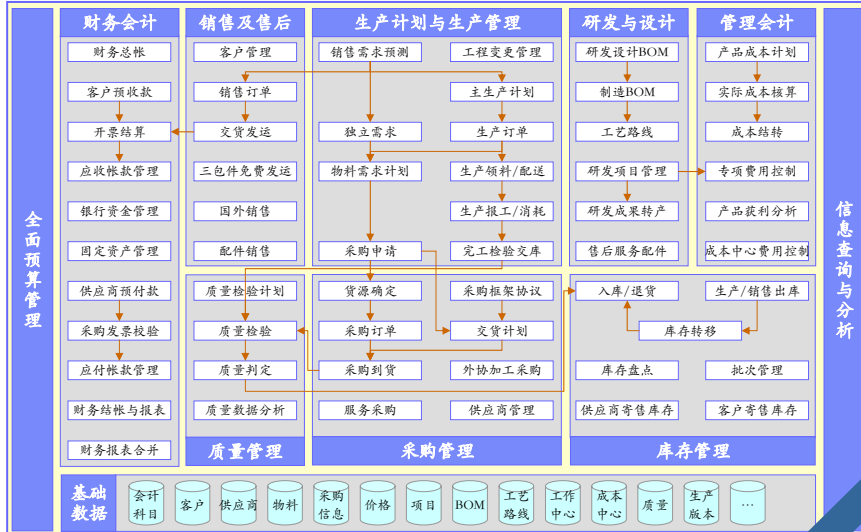 全面预算管理
财务会计
财务总帐
客户预收款
开票结算
应收帐款管理
银行资金管理
固定资产管理
供应商预付款
采购发票校验
应付帐款管理
财务结帐与报表
财务报表合并
销售及售后
客户管理
销售订单
交货发运
三包件免费发运
国外销售
配件销售
生产计划与生产管理
销售需求预测
工程变更管理
主生产计划
独立需求
生产订单
物料需求计划
生产领料/配送
生产报工/消耗
采购申请
完工检验交库
研发与设计
研发设计BOM
制造BOM
工艺路线
研发项目管理
研发成果转产
售后服务配件
管理会计
产品成本计划
实际成本核算
成本结转
专项费用控制
产品获利分析
成本中心费用控制
质量检验计划
质量检验
质量判定
质量数据分析
质量管理
货源确定
采购框架协议
采购订单
交货计划
采购到货
外协加工采购
服务采购
供应商管理
采购管理
入库/退货
生产/销售出库
库存转移
库存盘点
批次管理
供应商寄售库存
客户寄售库存
库存管理
信息查询与分析
基础
数据
会计
科目
客户
供应商
物料
采购
信息
价格
项目
BOM
工艺
路线
工作
中心
成本
中心
质量
生产
版本
…